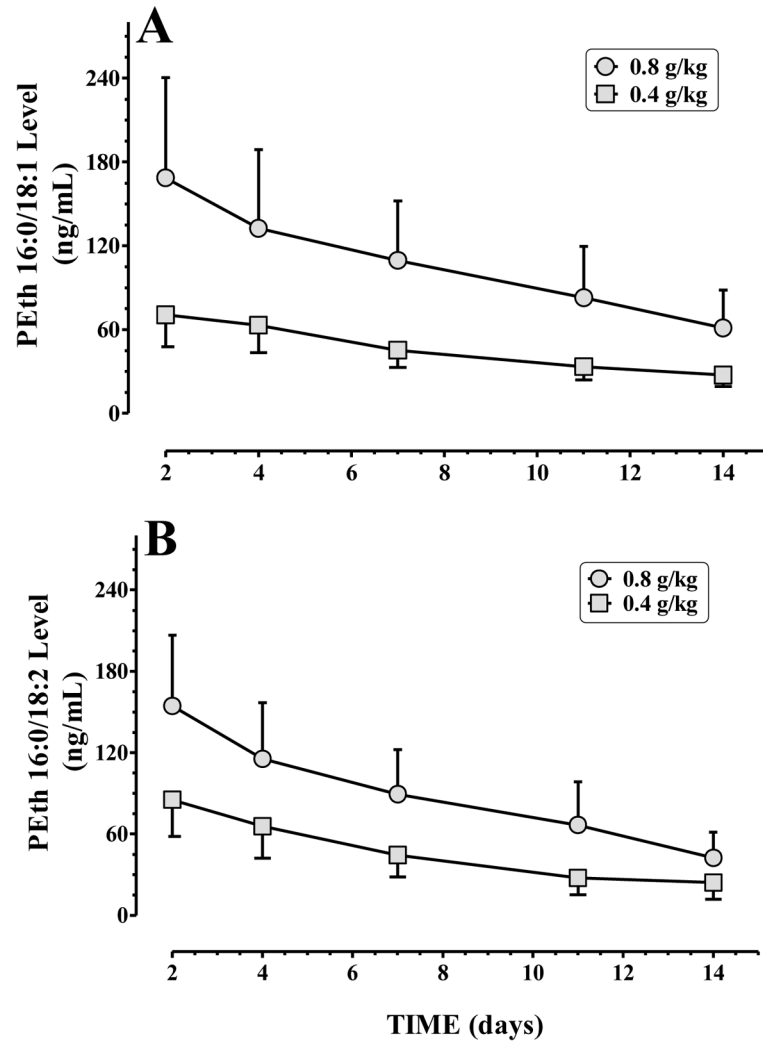 A
0.8 g/kg
0.4 g/kg
PEth 16:0/18:1 Level
(ng/mL)
240
180
120
60
0
2 4 6 8 10 12 14
B
0.8 g/kg
0.4 g/kg
PEth 16:0/18:2 Level
(ng/mL)
240
180
120
60
0
2 4 6 8 10 12 14
TIME (days)